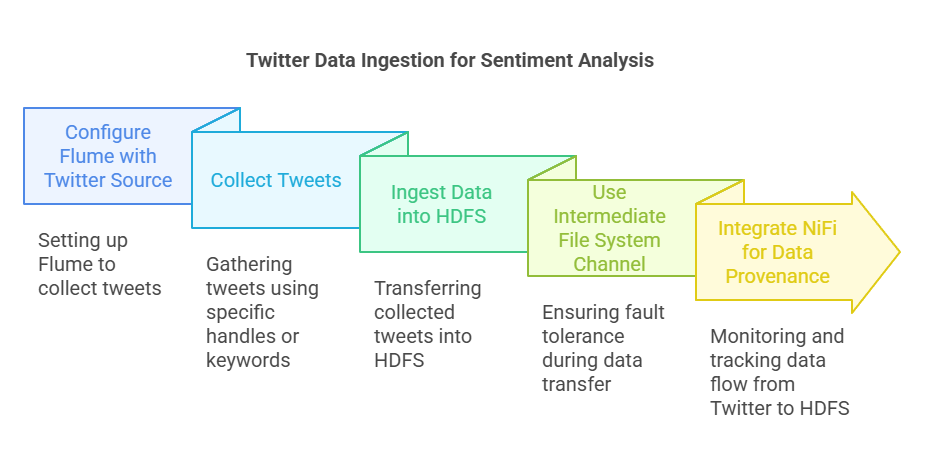 Twitter Data Ingestion for Sentiment Analysis
Configure
Flume with
Twitter Source
Setting up
Flume to
collect tweets
Collect Tweets
Gathering
tweets using
specific
handles or
keywords
Ingest Data
into HDFS
Transferring
collected
tweets into
HDFS
Use
Intermediate
File System
Channel
Ensuring fault
tolerance
during data
transfer
Integrate NiFi
for Data
Provenance
Monitoring and
tracking data
flow from
Twitter to HDFS